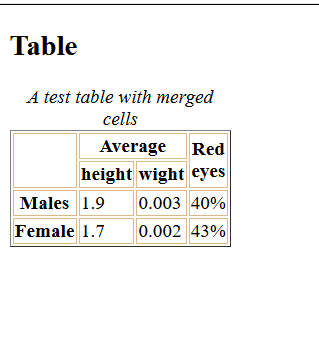 Table
A test table with merged
cells
Average Red
height wight eyes
Males 1.9 0.003 40%
Female 1.7 0.002 43%